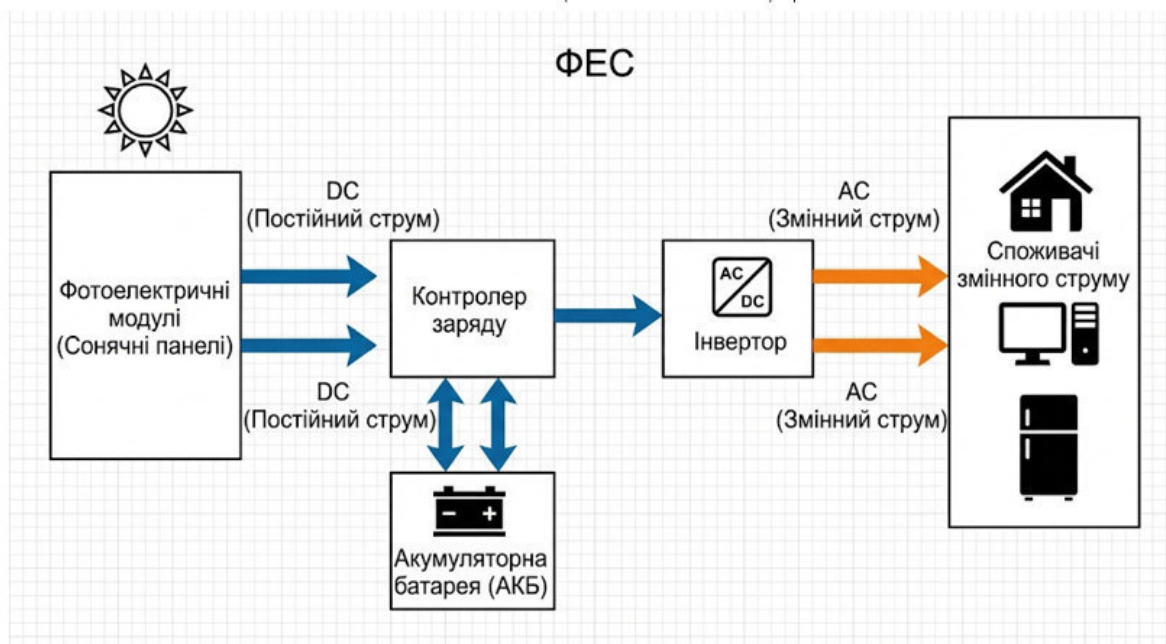 ФЕС
DC
(Постійний струм)
Фотоелектричні
модулі
(Сонячні панелі)
DC
(Постійний струм)
Контролер
заряду
Акумуляторна
батарея (АКБ)
AC
DC
Інвертор
AC
(Змінний струм)
AC
(Змінний струм)
Споживачі
змінного струму